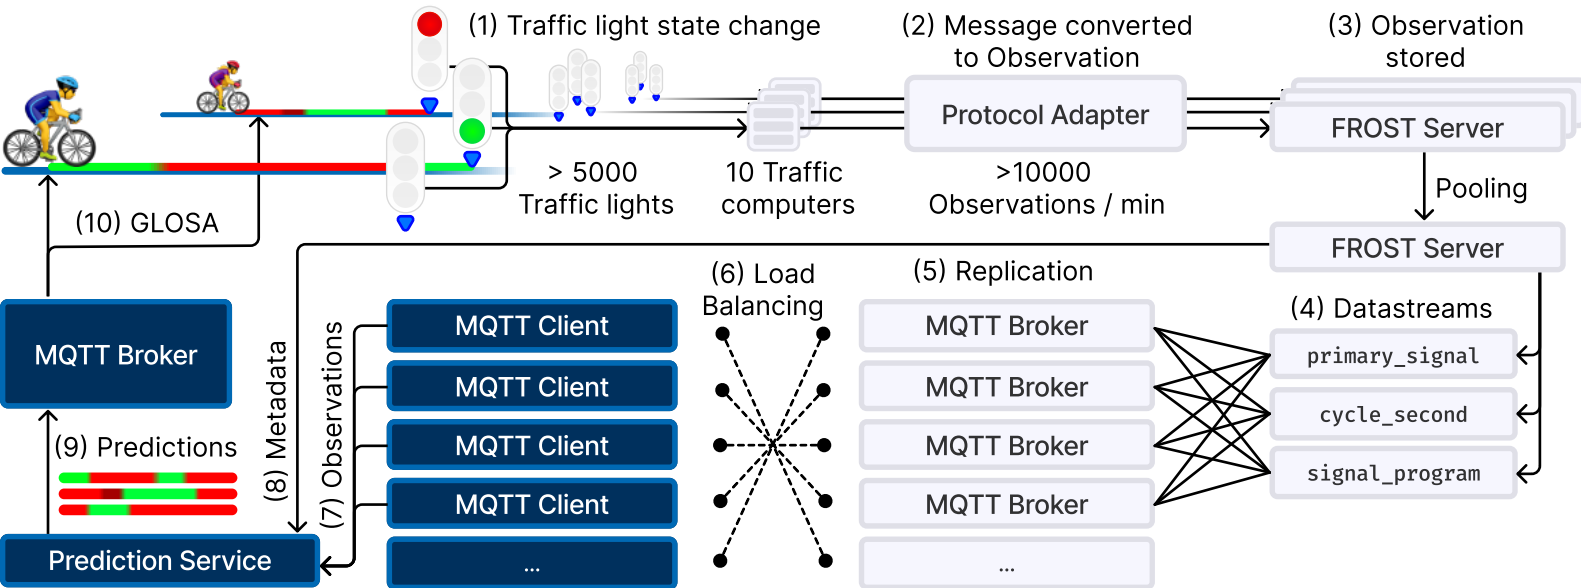 (1) Traffic light state change
(2) Message converted
to Observation
(3) Observation
stored
Protocol Adapter
FROST Server
> 5000
Traffic lights
10 Traffic
computers
>10000
Observations / min
Pooling
(10) GLOSA
FROST Server
(6) Load
Balancing
(5) Replication
(4) Datastreams
MQTT Broker
(8) Metadata
(7) Observations
MQTT Client
MQTT Client
MQTT Client
MQTT Client
...
MQTT Broker
MQTT Broker
MQTT Broker
MQTT Broker
...
primary_signal
cycle_second
signal_program
(9) Predictions
Prediction Service